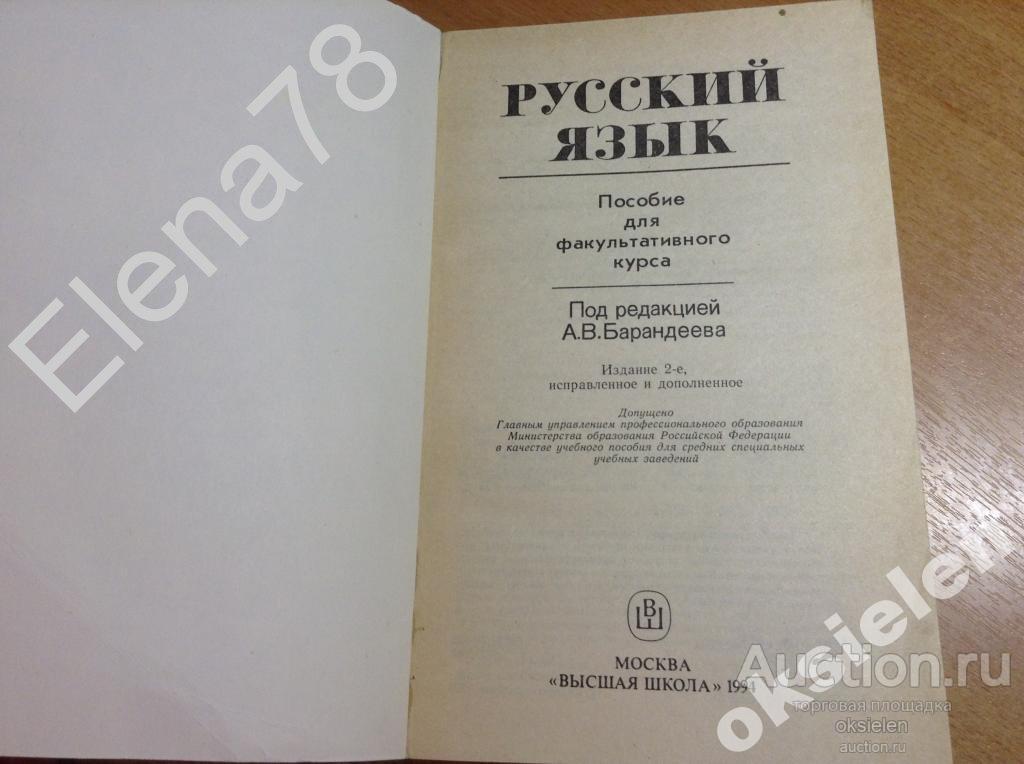 Elena78
РУССКИЙ
ЯЗЫК
Пособие
для
факультативного
курса
Под редакцией
А.В.Барандеева
Издание 2-е,
исправленное и дополненное
Допущено
Главным управлением профессионального образования
Министерства образования Российской Федерации
в качестве учебного пособия для средних специальных
учебных заведений
ВШ
МОСКВА
«ВЫСШАЯ ШКОЛА» 1994
oksielen
Auction.ru
торговая площадка
oksielen
auction.ru